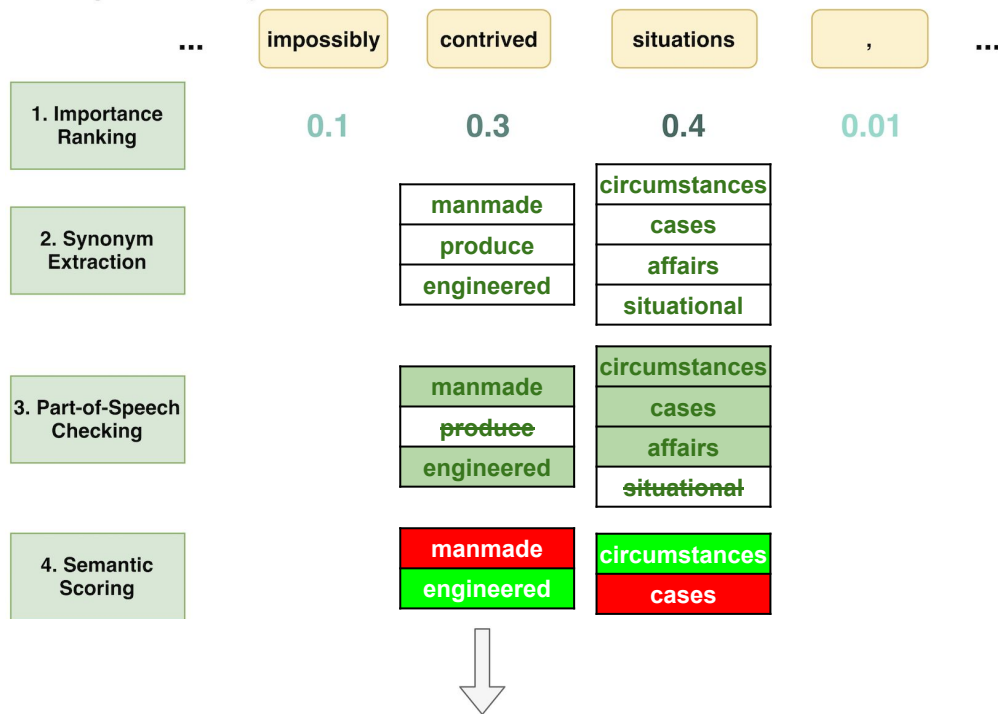 ... impossibly contrived situations , ...
1. Importance
Ranking
0.1 0.3 0.4 0.01
2. Synonym
Extraction
manmade
produce
engineered
circumstances
cases
affairs
situational
3. Part-of-Speech
Checking
manmade
produce
engineered
circumstances
cases
affairs
situational
4. Semantic
Scoring
manmade
engineered
circumstances
cases